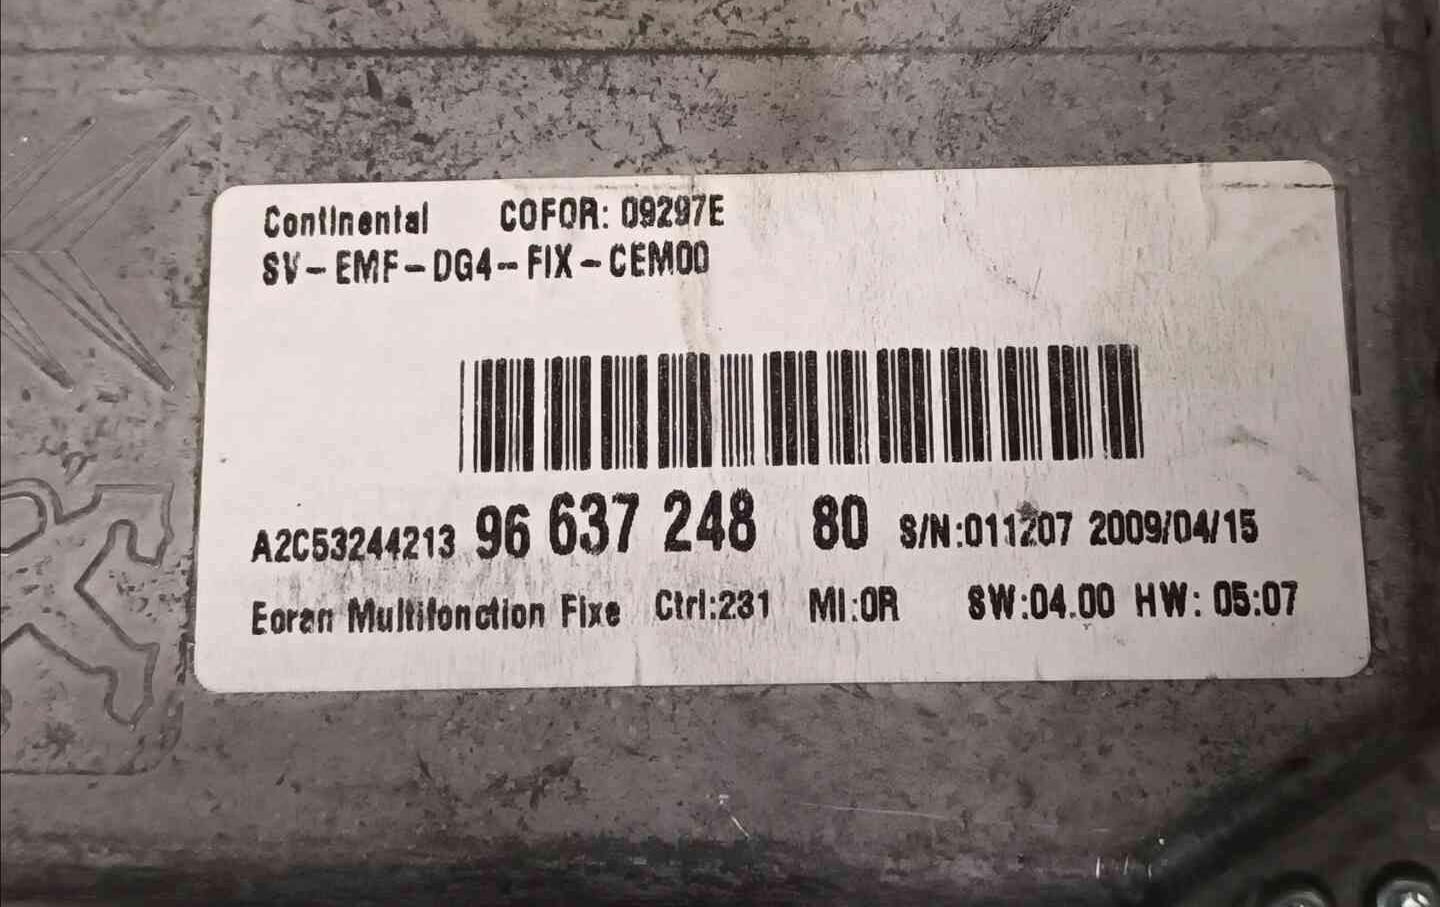 Continental COFOR: 09297E
SV-EMF-DG4-FIX-CEM00
A2C53244213 96 637 248 80 S/N:011207 2009/04/15
Ecran Multifonction Fixe Ctrl:231 MI:0R SW:04.00 HW: 05:07